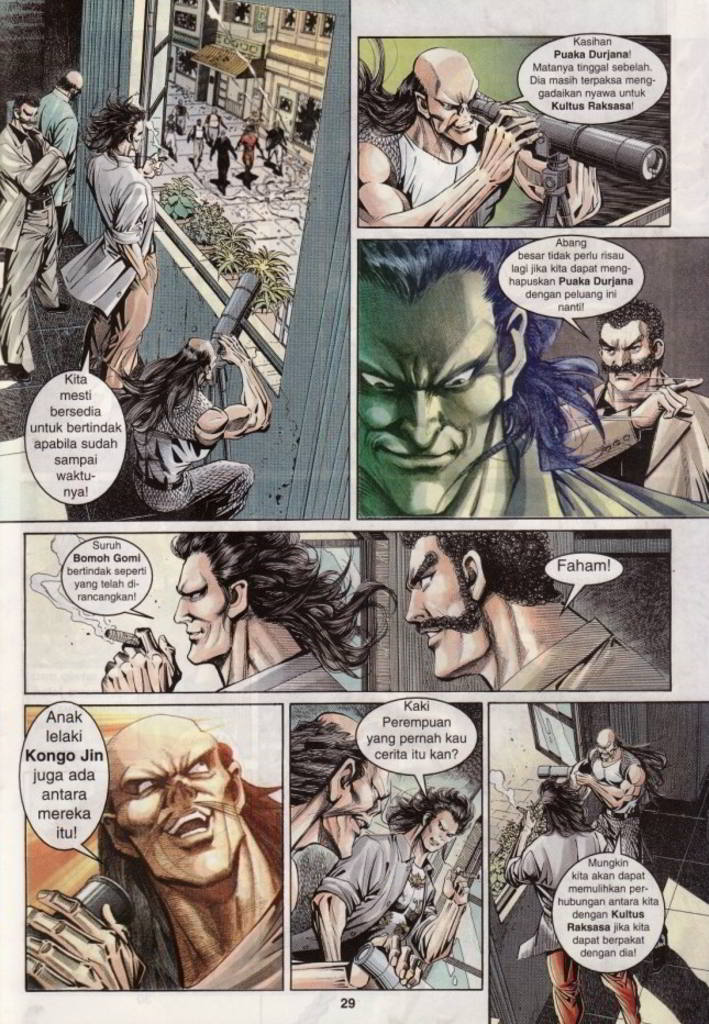 Kita
mesti
bersedia
untuk bertindak
apabila sudah
sampai
waktu-
nya!
Kasihan
Puaka Durjana!
Matanya tinggal sebelah.
Dia masih terpaksa meng-
gadaikan nyawa untuk
Kultus Raksasa!
Abang
besar tidak perlu risau
lagi jika kita dapat meng-
hapuskan Puaka Durjana
dengan peluang ini
nanti!
Suruh
Bomoh Gomi
bertindak seperti
yang telah di-
rancangkan!
Faham!
Anak
lelaki
Kongo Jin
juga ada
antara
mereka
itu!
Kaki
Perempuan
yang pernah kau
cerita itu kan?
Mungkin
kita akan dapat
memulihkan per-
hubungan antara kita
dengan Kultus
Raksasa jika kita
dapat berpakat
dengan dia!
29